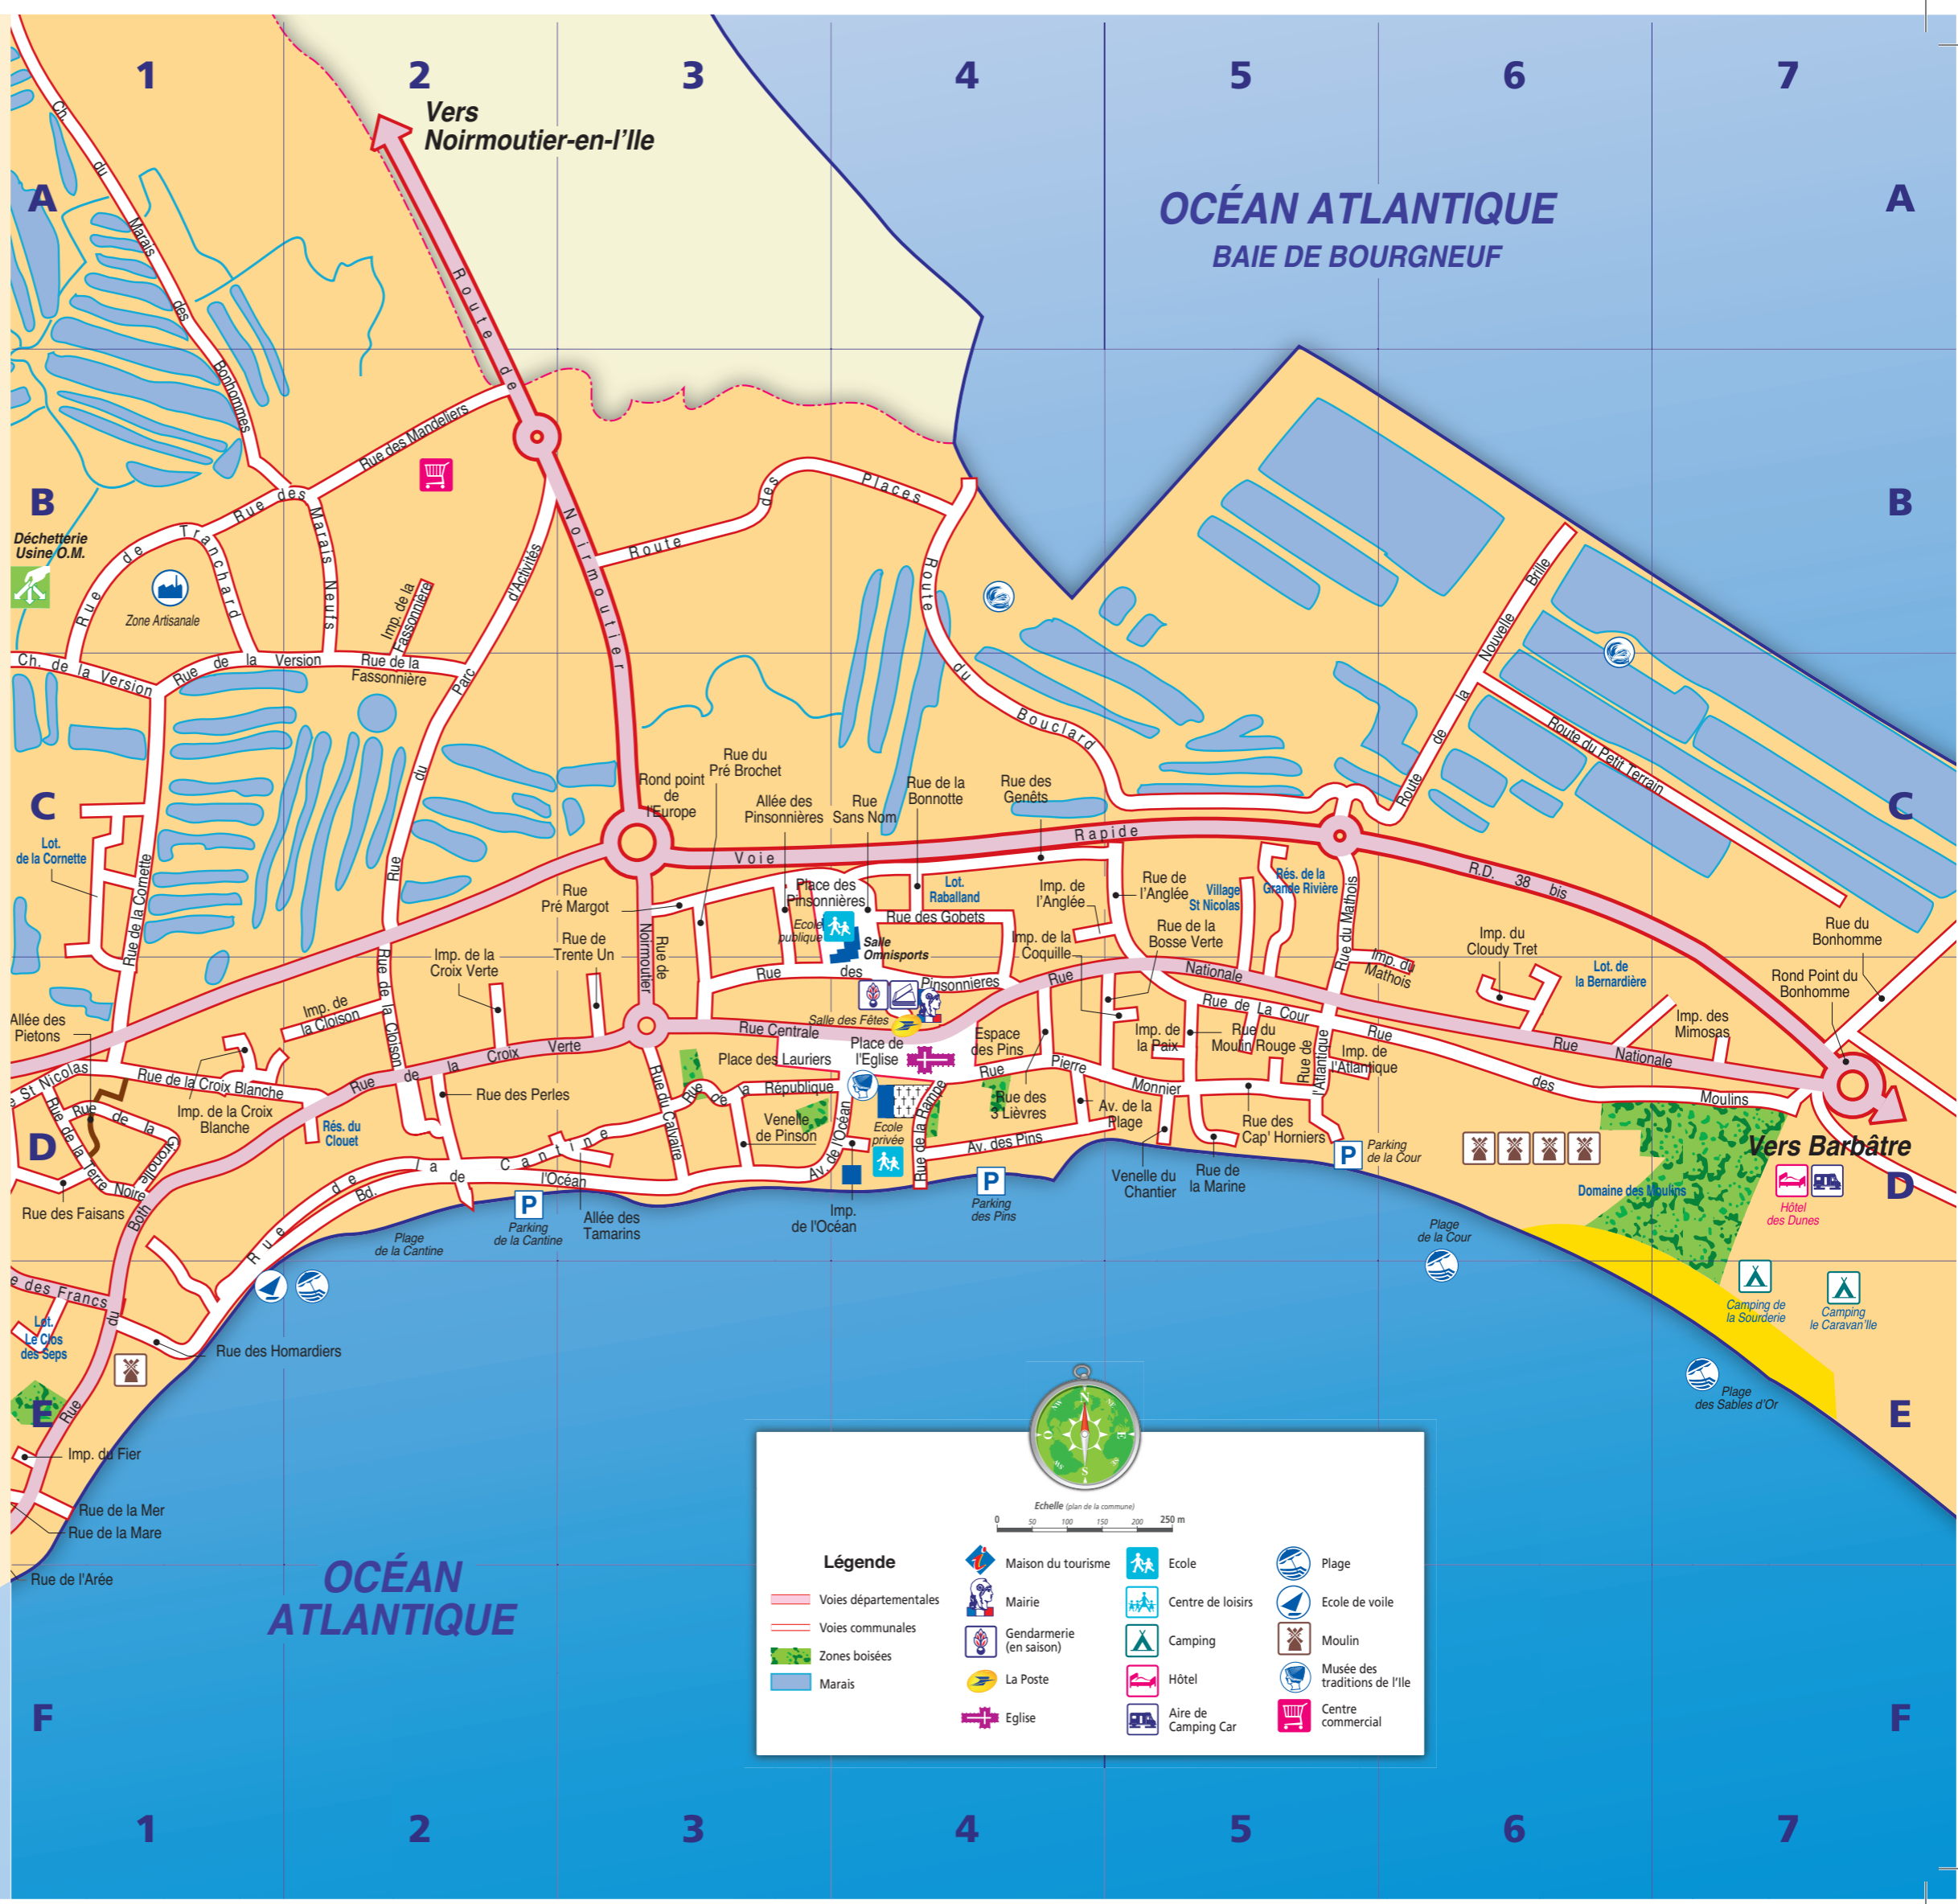 1
2
3
4
5
6
7
A
A
B
B
C
C
D
D
E
E
F
F
1
2
3
4
5
6
7
Vers
Noirmoutier-en-l'Ile
OCÉAN ATLANTIQUE
BAIE DE BOURGNEUF
Ch. du Marais des Bonhommes
Route de Noirmoutier
Rue des Mandeliers
Déchetterie
Usine O.M.
Rue de Tranchard
Rue des Marais Neufs
Zone Artisanale
Imp. de la
Fassonnière
Rue du Parc d'Activités
Route des Places
Route du Bouclard
Ch. de la Version
Rue de la Version
Rue de la
Fassonnière
Route de la Nouvelle Brille
Route du Petit Terrain
Rond point
de
l'Europe
Rue du
Pré Brochet
Allée des
Pinsonnières
Rue
Sans Nom
Rue de la
Bonnotte
Rue des
Genêts
Voie Rapide
R.D. 38 bis
Lot.
de la Cornette
Rue de la Cornette
Rue
Pré Margot
Place des
Pinsonnières
Ecole
publique
Salle
Omnisports
Lot.
Raballand
Rue des Gobets
Imp. de
l'Anglée
Rue de
l'Anglée
Village
St Nicolas
Rés. de la
Grande Rivière
Rue du Mathois
Imp. du
Mathois
Imp. du
Cloudy Tret
Lot. de
la Bernardière
Rue du
Bonhomme
Rond Point du
Bonhomme
Imp. des
Mimosas
Imp. de la
Croix Verte
Rue de
Trente Un
Rue de
Noirmoutier
Imp. de la
Coquille
Rue de la
Bosse Verte
Rue des Pinsonnieres
Rue Nationale
Rue de La Cour
Rue Nationale
Rue des Moulins
Allée des
Pietons
Imp. de
la Cloison
Rue de la Cloison
Salle des Fêtes
Rue Centrale
Place de
l'Eglise
Espace
des Pins
Imp. de
la Paix
Rue du
Moulin Rouge
Rue de
l'Atlantique
Imp. de
l'Atlantique
Place des Lauriers
Rue de la Croix Verte
e St Nicolas
Rue de la Croix Blanche
Imp. de la Croix
Blanche
Rés. du
Clouet
Rue des Perles
Rue du Calvaire
Rue de la République
Venelle
de Pinson
Av. de l'Océan
Ecole
privée
Rue de la Rampe
Rue Pierre Monnier
Rue des
3 Lièvres
Av. de la
Plage
Rue des
Cap' Horniers
Av. des Pins
Venelle du
Chantier
Rue de
la Marine
P
Parking
de la Cour
Rue de la Gronoille
Rue de la Terre Noire
Rue des Faisans
Rue de La Cantine
Bd. de l'Océan
P
Parking
de la Cantine
Plage
de la Cantine
Allée des
Tamarins
Imp.
de l'Océan
P
Parking
des Pins
Plage
de la Cour
Domaine des Moulins
Vers Barbâtre
Hôtel
des Dunes
Camping de
la Sourderie
Camping
le Caravan'Ile
Plage
des Sables d'Or
e des Francs
Lot.
Le Clos
des Seps
Rue du Both
Rue des Homardiers
Imp. du Fier
Rue de la Mer
Rue de la Mare
Rue de l'Arée
OCÉAN
ATLANTIQUE
N
E
S
O
Echelle (plan de la commune)
0 50 100 150 200 250 m
Légende
Voies départementales
Voies communales
Zones boisées
Marais
Maison du tourisme
Mairie
Gendarmerie
(en saison)
La Poste
Eglise
Ecole
Centre de loisirs
Camping
Hôtel
Aire de
Camping Car
Plage
Ecole de voile
Moulin
Musée des
traditions de l'Ile
Centre
commercial